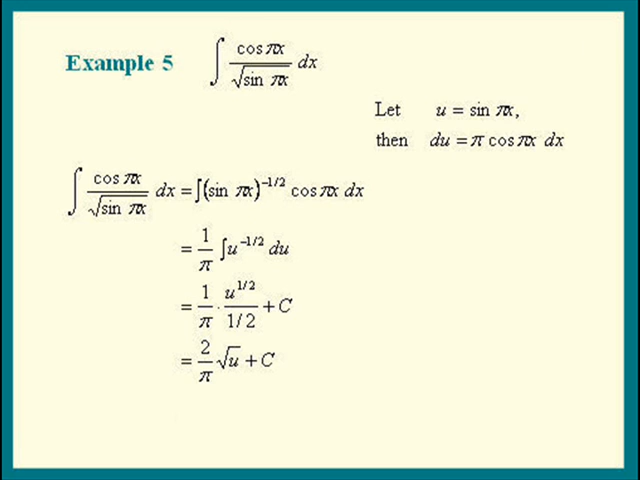 Example 5 ∫ cos πx / √sin πx dx
Let u = sin πx,
then du = π cos πx dx
∫ cos πx / √sin πx dx = ∫(sin πx)^−1/2 cos πx dx
= 1/π ∫u^−1/2 du
= 1/π · u^1/2 / 1/2 + C
= 2/π √u + C